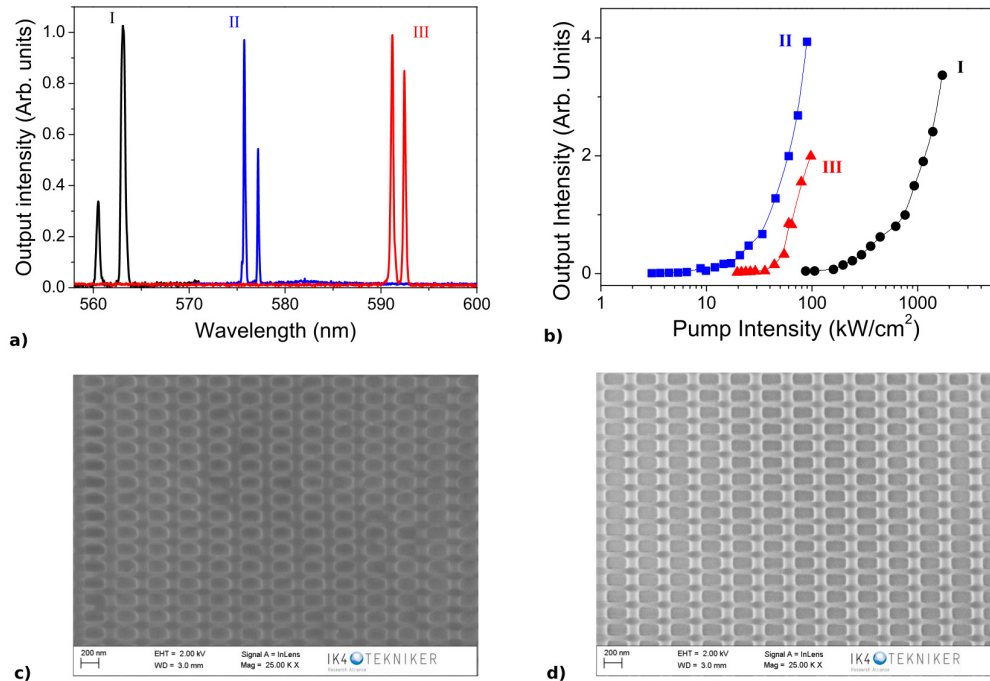 I
II
III
1.0
0.8
0.6
0.4
0.2
0.0
Output intensity (Arb. units)
560
570
580
590
600
Wavelength (nm)
a)
4
2
0
Output Intensity (Arb. Units)
II
III
I
1
10
100
1000
Pump Intensity (kW/cm²)
b)
c)
200 nm
EHT = 2.00 kV
WD = 3.0 mm
Signal A = InLens
Mag = 25.00 K X
IK4 TEKNIKER
Research Alliance
d)
200 nm
EHT = 2.00 kV
WD = 3.0 mm
Signal A = InLens
Mag = 25.00 K X
IK4 TEKNIKER
Research Alliance